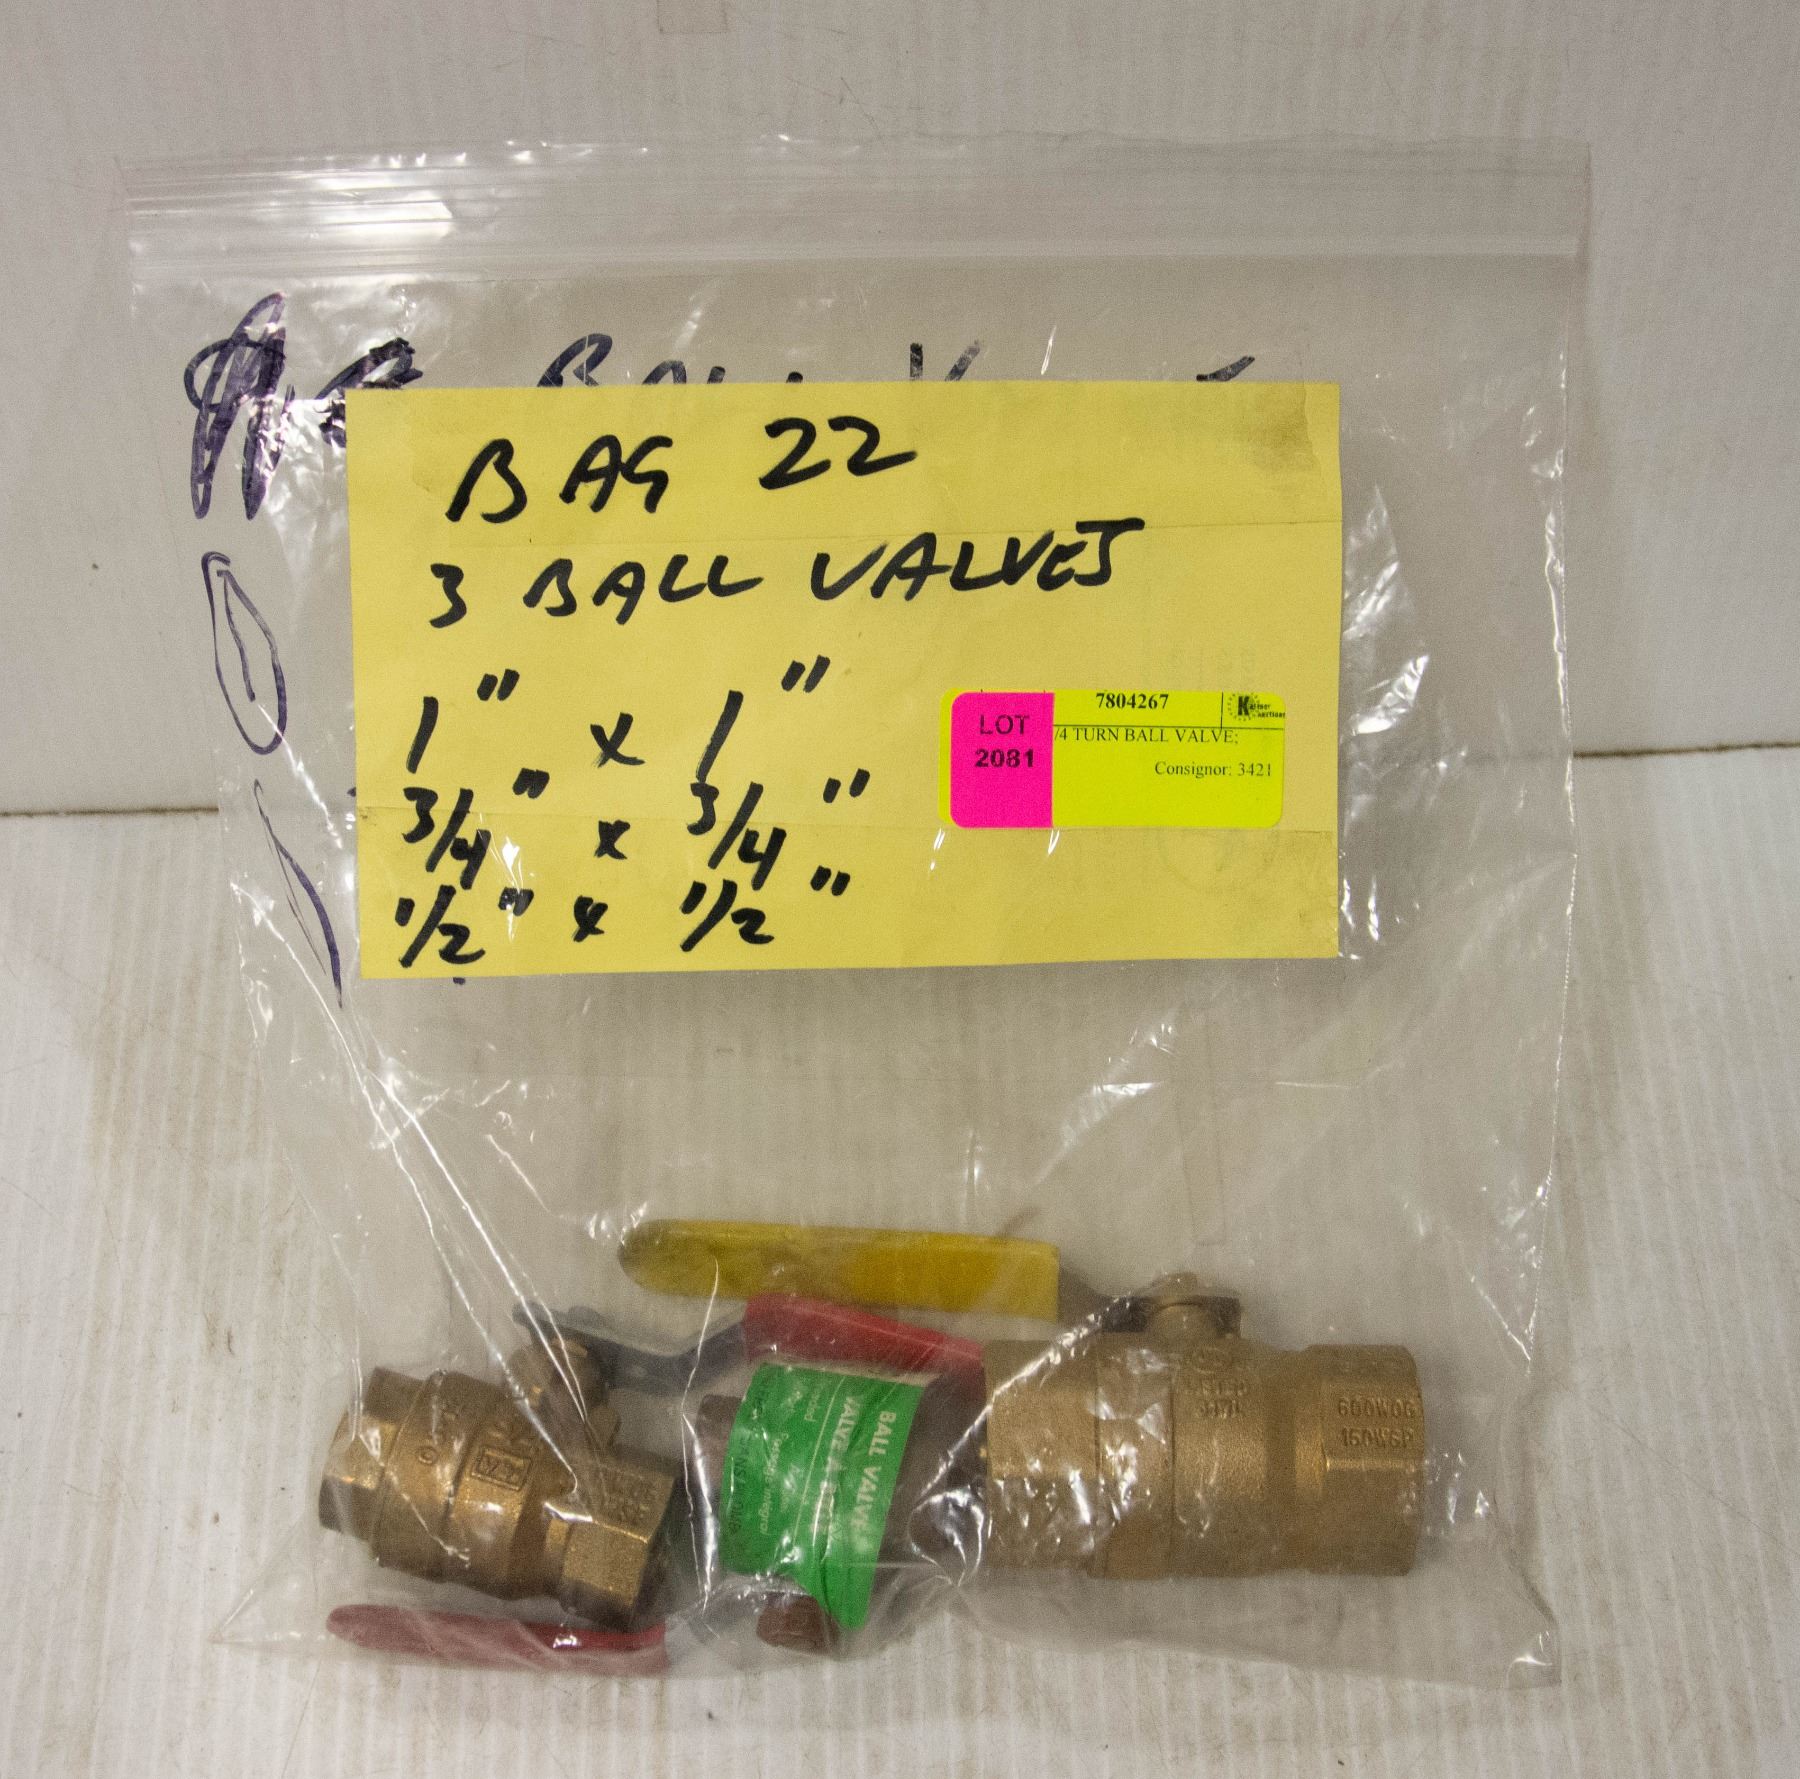 BALL
BAG 22
3 BALL VALVES
1" x 1"
3/4" x 3/4"
1/2" x 1/2"
LOT
2081
7804267
/4 TURN BALL VALVE;
Consignor: 3421
BALL VALVE
600WOG
150WSP